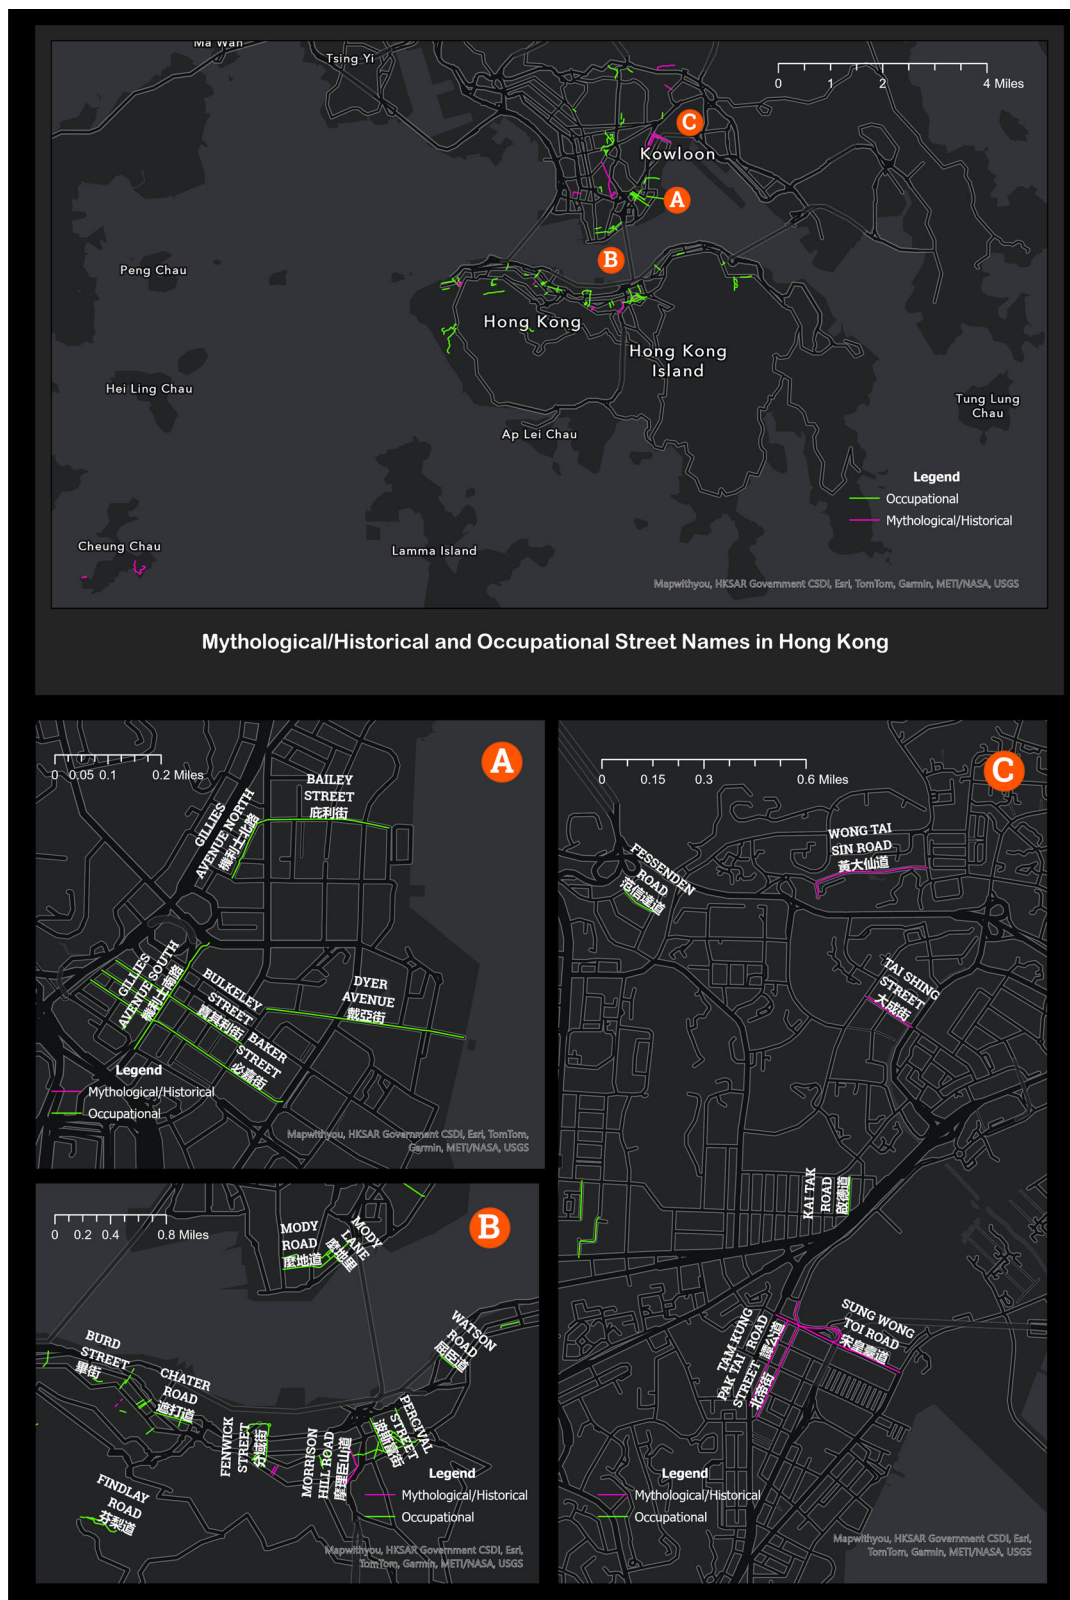 Ma Wan
Tsing Yi
0 1 2 4 Miles
C
Kowloon
A
B
Peng Chau
Hong Kong
Hong Kong
Island
Hei Ling Chau
Tung Lung
Chau
Ap Lei Chau
Legend
Occupational
Mythological/Historical
Cheung Chau
Lamma Island
Mapwithyou, HKSAR Government CSDI, Esri, TomTom, Garmin, METI/NASA, USGS
Mythological/Historical and Occupational Street Names in Hong Kong
A
0 0.05 0.1 0.2 Miles
BAILEY
STREET
庇利街
GILLIES
AVENUE NORTH
機利士北路
GILLIES
AVENUE SOUTH
機利士南路
BULKELEY
STREET
寶其利街
DYER
AVENUE
戴亞街
BAKER
STREET
必嘉街
Legend
Mythological/Historical
Occupational
Mapwithyou, HKSAR Government CSDI, Esri, TomTom,
Garmin, METI/NASA, USGS
B
0 0.2 0.4 0.8 Miles
MODY
ROAD
麼地道
MODY
LANE
麼地里
WATSON
ROAD
屈臣道
BURD
STREET
畢街
CHATER
ROAD
遮打道
FENWICK
STREET
分域街
MORRISON
HILL ROAD
摩理臣山道
PERCIVAL
STREET
波斯富街
FINDLAY
ROAD
芬梨道
Legend
Mythological/Historical
Occupational
Mapwithyou, HKSAR Government CSDI, Esri,
TomTom, Garmin, METI/NASA, USGS
C
0 0.15 0.3 0.6 Miles
WONG TAI
SIN ROAD
黃大仙道
FESSENDEN
ROAD
范信達道
TAI SHING
STREET
大成街
KAI TAK
ROAD
啟德道
SUNG WONG
TOI ROAD
宋皇臺道
TAM KUNG
ROAD
譚公道
PAK TAI
STREET
北帝街
Legend
Mythological/Historical
Occupational
Mapwithyou, HKSAR Government CSDI, Esri,
TomTom, Garmin, METI/NASA, USGS